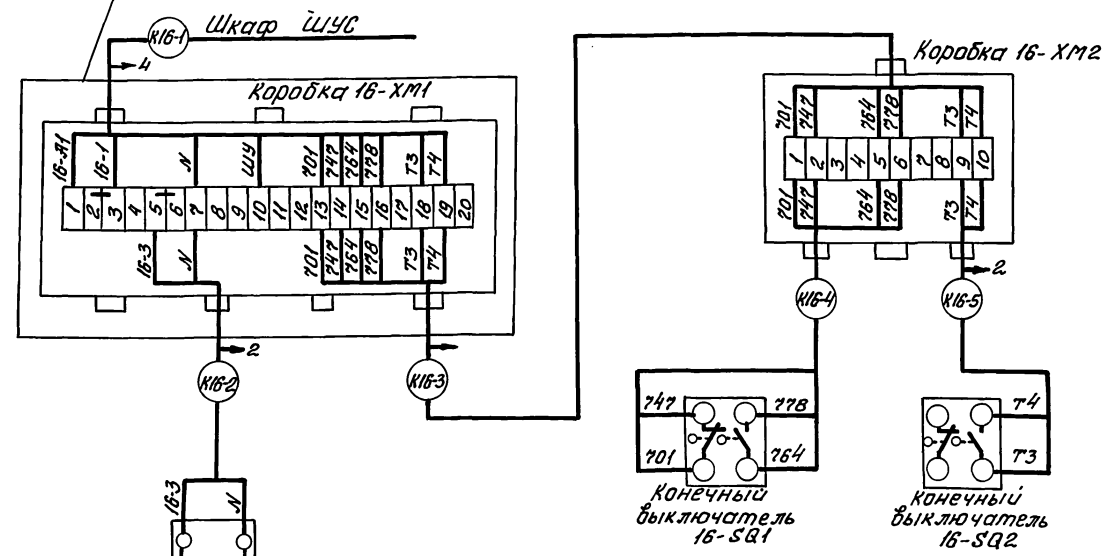 К16-1 Шкаф ШУС
4
Коробка 16-ХМ1
16-Я1 16-1 N ШУ 701 747 764 778 Т3 Т4
1 2 3 4 5 6 7 8 9 10 11 12 13 14 15 16 17 18 19 20
16-3 N 701 747 764 778 Т3 Т4
2
К16-2 К16-3
16-3 N
Коробка 16-ХМ2
701 747 764 778 Т3 Т4
1 2 3 4 5 6 7 8 9 10
701 747 764 778 Т3 Т4
2
К16-4 К16-5
747 778
701 764
Конечный
выключатель
16-SQ1
Т4
Т3
Конечный
выключатель
16-SQ2